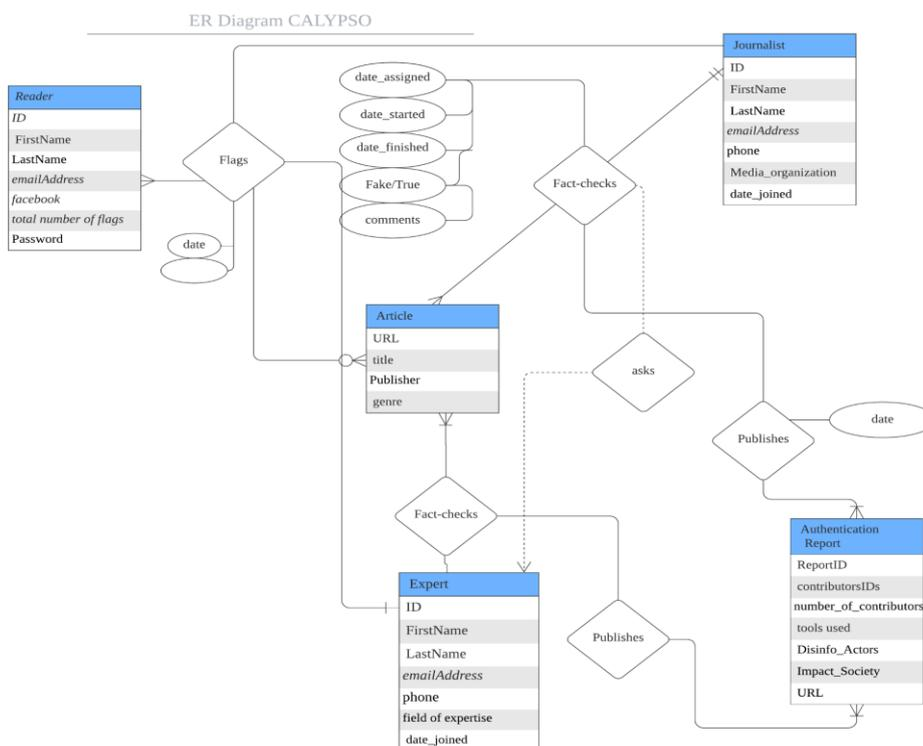 ER Diagram CALYPSO
Reader
ID
FirstName
LastName
emailAddress
facebook
total number of flags
Password
Flags
date
date_assigned
date_started
date_finished
Fake/True
comments
Fact-checks
Journalist
ID
FirstName
LastName
emailAddress
phone
Media_organization
date_joined
Article
URL
title
Publisher
genre
asks
Publishes
date
Fact-checks
Authentication
Report
ReportID
contributorsIDs
number_of_contributors
tools used
Disinfo_Actors
Impact_Society
URL
Expert
ID
FirstName
LastName
emailAddress
phone
field of expertise
date_joined
Publishes